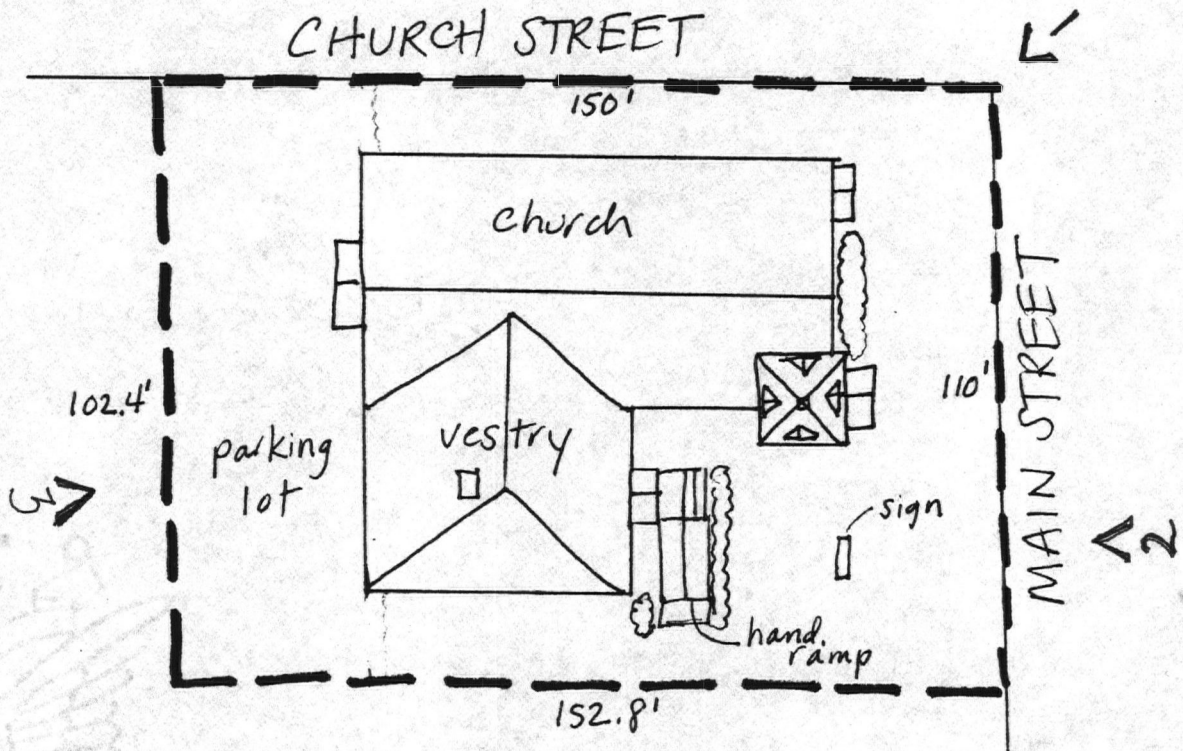 CHURCH STREET
1
150'
church
102.4'
110'
MAIN STREET
parking
lot
vestry
3
sign
2
hand.
ramp
152.8'